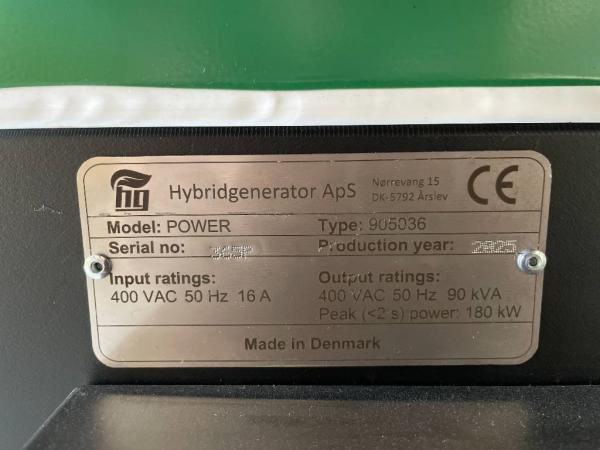 hg
Hybridgenerator ApS
Nørrevang 15
DK-5792 Årslev
CE
Model: POWER Type: 905036
Serial no: Production year: 2025
Input ratings: Output ratings:
400 VAC 50 Hz 16 A 400 VAC 50 Hz 90 kVA
Peak (<2 s) power: 180 kW
Made in Denmark